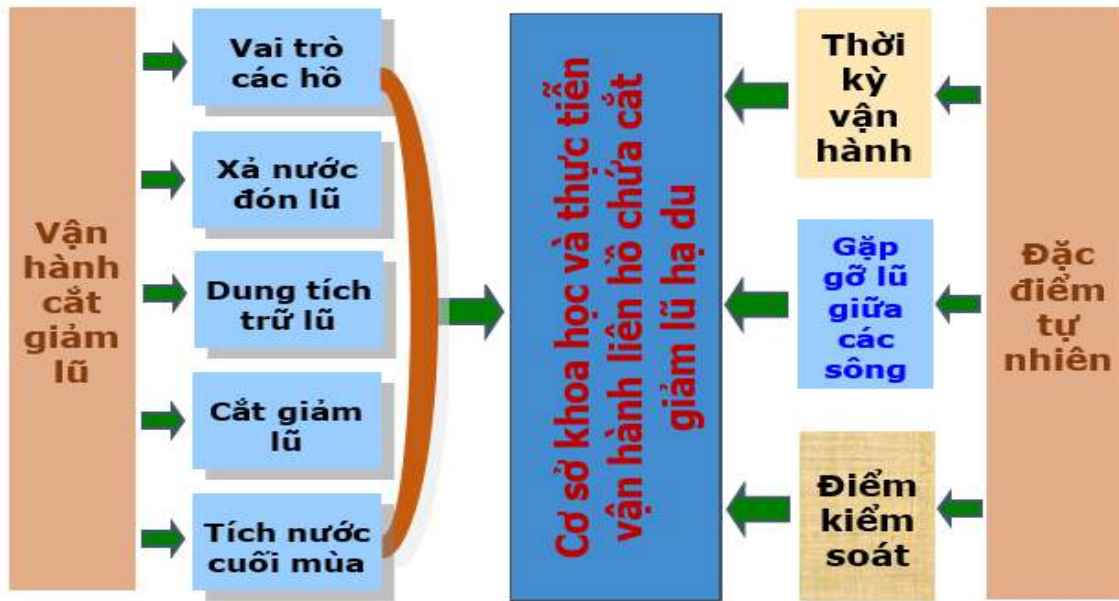 Vận
hành
cắt
giảm
lũ
Vai trò
các hồ
Xả nước
đón lũ
Dung tích
trữ lũ
Cắt giảm
lũ
Tích nước
cuối mùa
Cơ sở khoa học và thực tiễn
vận hành liên hồ chứa cắt
giảm lũ hạ du
Thời
kỳ
vận
hành
Gặp
gỡ lũ
giữa
các
sông
Điểm
kiểm
soát
Đặc
điểm
tự
nhiên